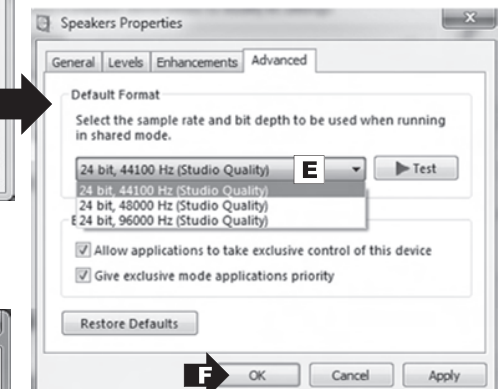 Speakers Properties
General Levels Enhancements Advanced
Default Format
Select the sample rate and bit depth to be used when running
in shared mode.
24 bit, 44100 Hz (Studio Quality) E Test
24 bit, 44100 Hz (Studio Quality)
24 bit, 48000 Hz (Studio Quality)
E 24 bit, 96000 Hz (Studio Quality)
Allow applications to take exclusive control of this device
Give exclusive mode applications priority
Restore Defaults
F OK Cancel Apply